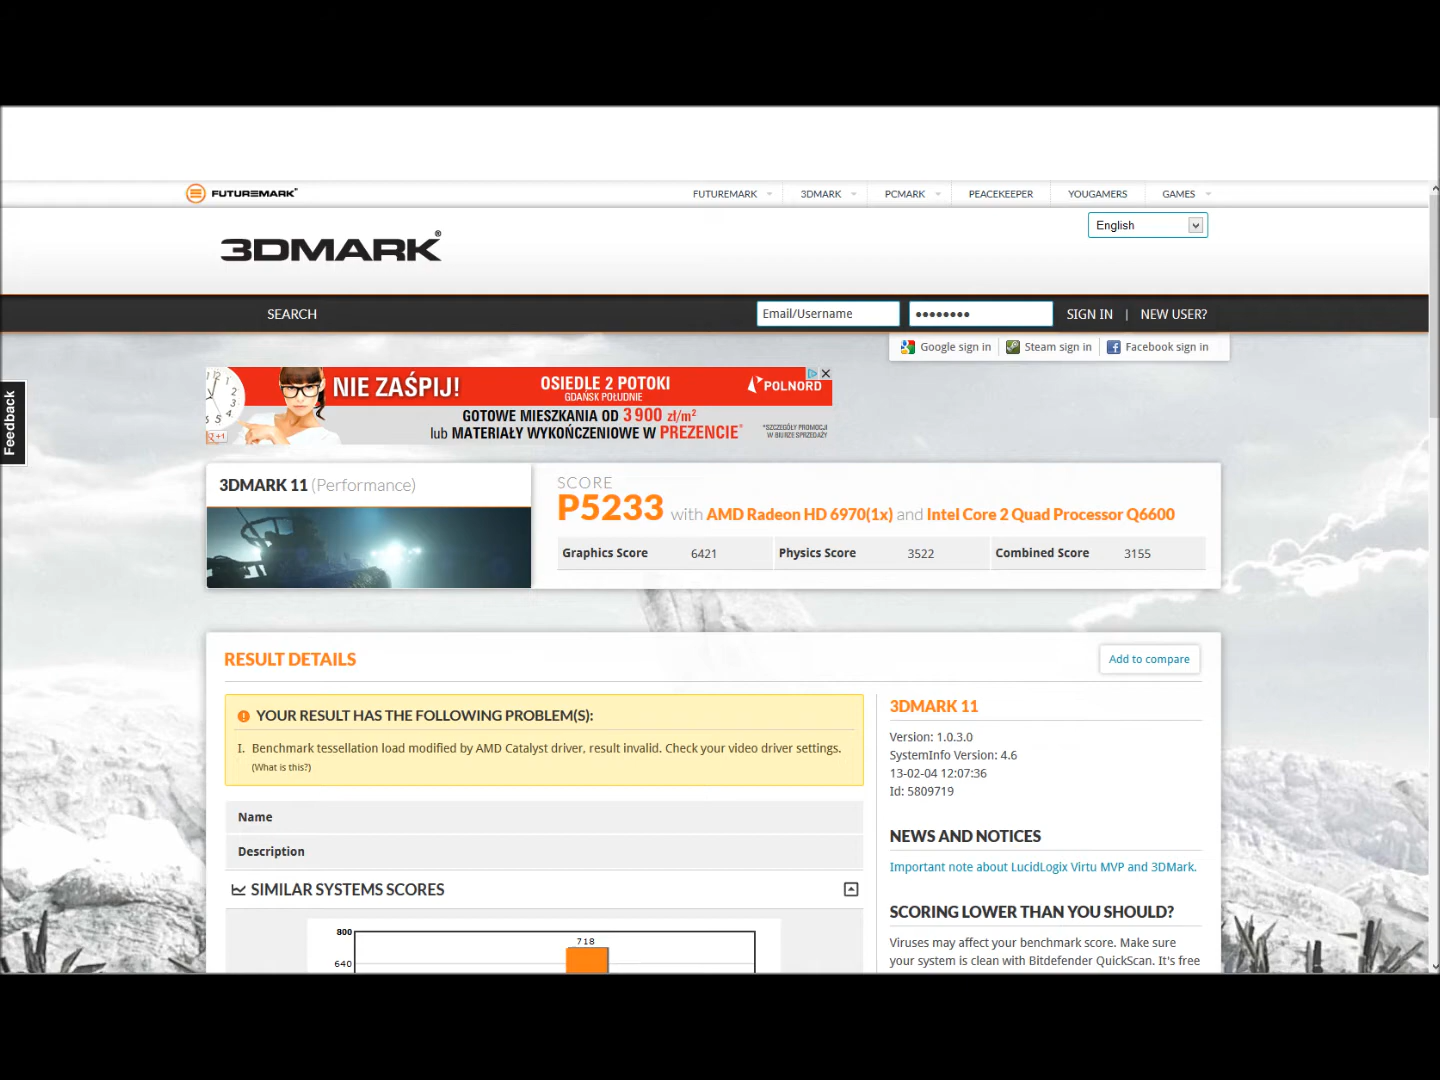 FUTUREMARK
FUTUREMARK 3DMARK PCMARK PEACEKEEPER YOUGAMERS GAMES
English
3DMARK®
SEARCH Email/Username •••••••• SIGN IN | NEW USER?
Google sign in Steam sign in Facebook sign in
Feedback
NIE ZAŚPIJ!
OSIEDLE 2 POTOKI
GDAŃSK POŁUDNIE
POLNORD
GOTOWE MIESZKANIA OD 3 900 zł/m²
lub MATERIAŁY WYKOŃCZENIOWE W PREZENCIE*
*SZCZEGÓŁY PROMOCJI
W BIURZE SPRZEDAŻY
3DMARK 11 (Performance)
SCORE
P5233 with AMD Radeon HD 6970(1x) and Intel Core 2 Quad Processor Q6600
Graphics Score 6421 Physics Score 3522 Combined Score 3155
RESULT DETAILS
Add to compare
YOUR RESULT HAS THE FOLLOWING PROBLEM(S):
I. Benchmark tessellation load modified by AMD Catalyst driver, result invalid. Check your video driver settings.
(What is this?)
Name
Description
SIMILAR SYSTEMS SCORES
800
718
640
3DMARK 11
Version: 1.0.3.0
SystemInfo Version: 4.6
13-02-04 12:07:36
Id: 5809719
NEWS AND NOTICES
Important note about LucidLogix Virtu MVP and 3DMark.
SCORING LOWER THAN YOU SHOULD?
Viruses may affect your benchmark score. Make sure
your system is clean with Bitdefender QuickScan. It's free